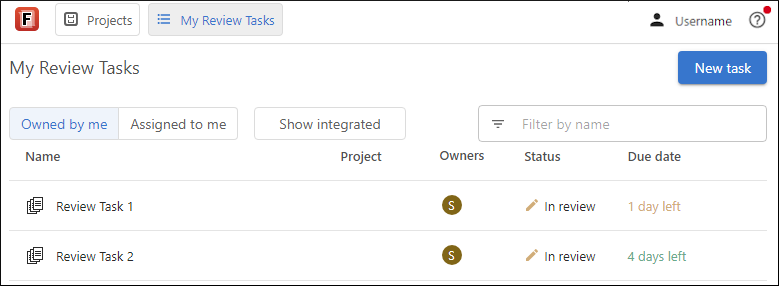 F Projects My Review Tasks Username
My Review Tasks New task
Owned by me Assigned to me Show integrated Filter by name
Name Project Owners Status Due date
Review Task 1 S In review 1 day left
Review Task 2 S In review 4 days left